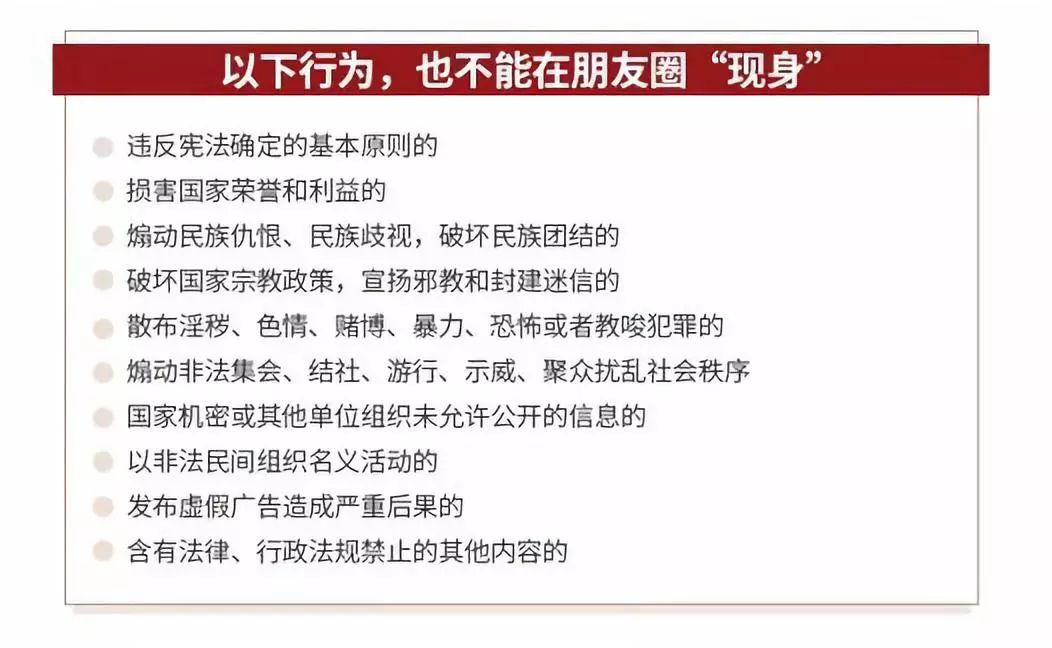 以下行为，也不能在朋友圈“现身”
违反宪法确定的基本原则的
损害国家荣誉和利益的
煽动民族仇恨、民族歧视，破坏民族团结的
破坏国家宗教政策，宣扬邪教和封建迷信的
散布淫秽、色情、赌博、暴力、恐怖或者教唆犯罪的
煽动非法集会、结社、游行、示威、聚众扰乱社会秩序
国家机密或其他单位组织未允许公开的信息的
以非法民间组织名义活动的
发布虚假广告造成严重后果的
含有法律、行政法规禁止的其他内容的